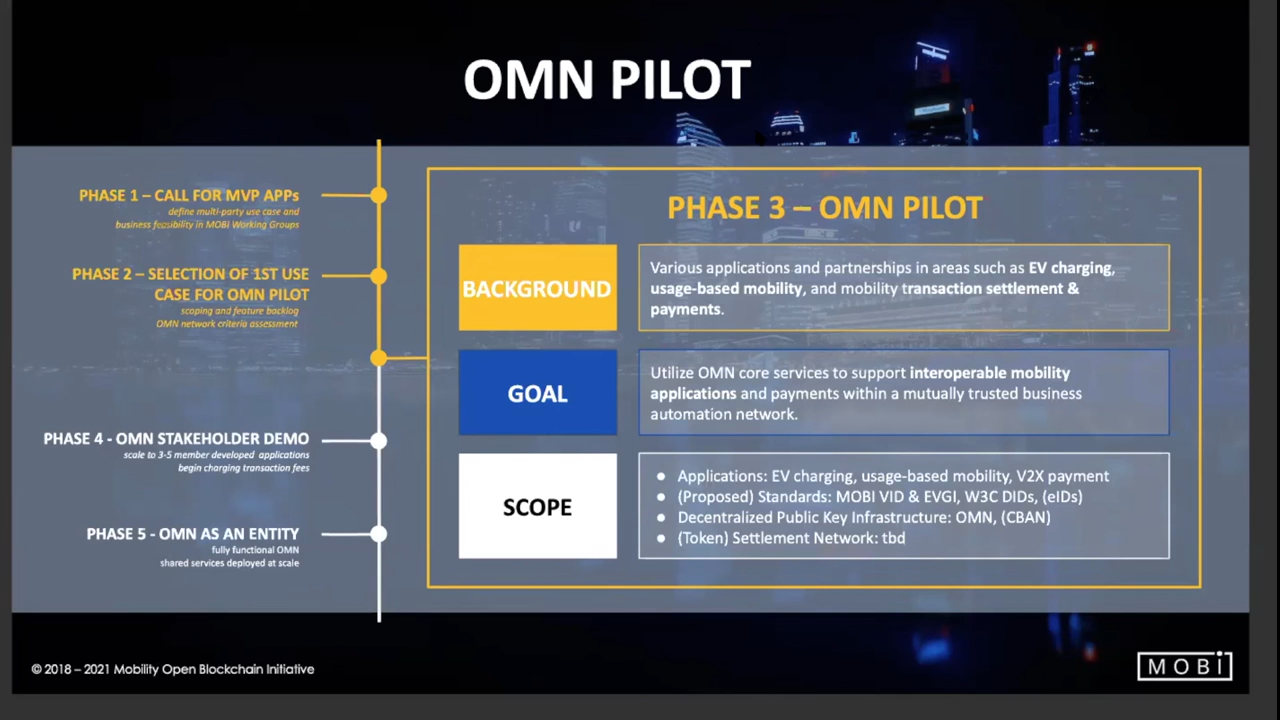 OMN PILOT
PHASE 1 – CALL FOR MVP APPs
define multi-party use case and
business feasibility in MOBI Working Groups
PHASE 2 – SELECTION OF 1ST USE
CASE FOR OMN PILOT
scoping and feature backlog
OMN network criteria assessment
PHASE 3 – OMN PILOT
BACKGROUND
Various applications and partnerships in areas such as EV charging,
usage-based mobility, and mobility transaction settlement &
payments.
GOAL
Utilize OMN core services to support interoperable mobility
applications and payments within a mutually trusted business
automation network.
SCOPE
● Applications: EV charging, usage-based mobility, V2X payment
● (Proposed) Standards: MOBI VID & EVGI, W3C DIDs, (eIDs)
● Decentralized Public Key Infrastructure: OMN, (CBAN)
● (Token) Settlement Network: tbd
PHASE 4 - OMN STAKEHOLDER DEMO
scale to 3-5 member developed applications
begin charging transaction fees
PHASE 5 - OMN AS AN ENTITY
fully functional OMN
shared services deployed at scale
© 2018 – 2021 Mobility Open Blockchain Initiative
MOBI